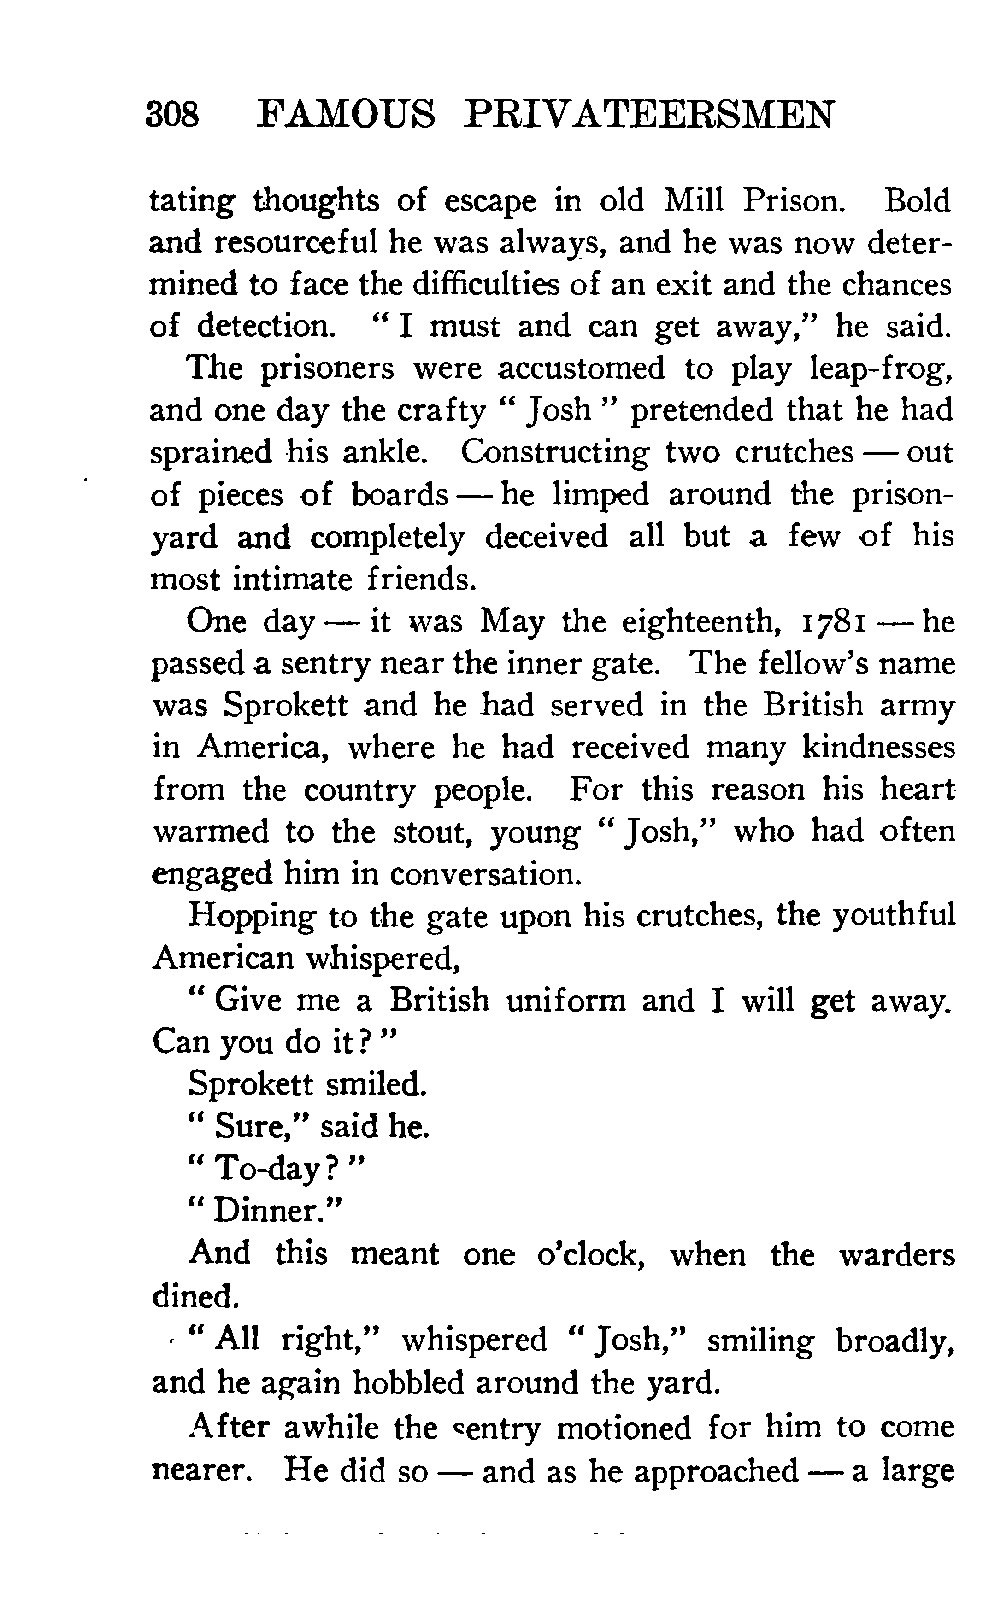 308 FAMOUS PRIVATEERSMEN
tating thoughts of escape in old Mill Prison. Bold
and resourceful he was always, and he was now deter-
mined to face the difficulties of an exit and the chances
of detection. " I must and can get away," he said.
The prisoners were accustomed to play leap-frog,
and one day the crafty " Josh " pretended that he had
sprained his ankle. Constructing two crutches — out
of pieces of boards — he limped around the prison-
yard and completely deceived all but a few of his
most intimate friends.
One day — it was May the eighteenth, 1781 — he
passed a sentry near the inner gate. The fellow's name
was Sprokett and he had served in the British army
in America, where he had received many kindnesses
from the country people. For this reason his heart
warmed to the stout, young " Josh," who had often
engaged him in conversation.
Hopping to the gate upon his crutches, the youthful
American whispered,
" Give me a British uniform and I will get away.
Can you do it? "
Sprokett smiled.
" Sure," said he.
" To-day? "
" Dinner."
And this meant one o'clock, when the warders
dined.
" All right," whispered " Josh," smiling broadly,
and he again hobbled around the yard.
After awhile the sentry motioned for him to come
nearer. He did so — and as he approached — a large